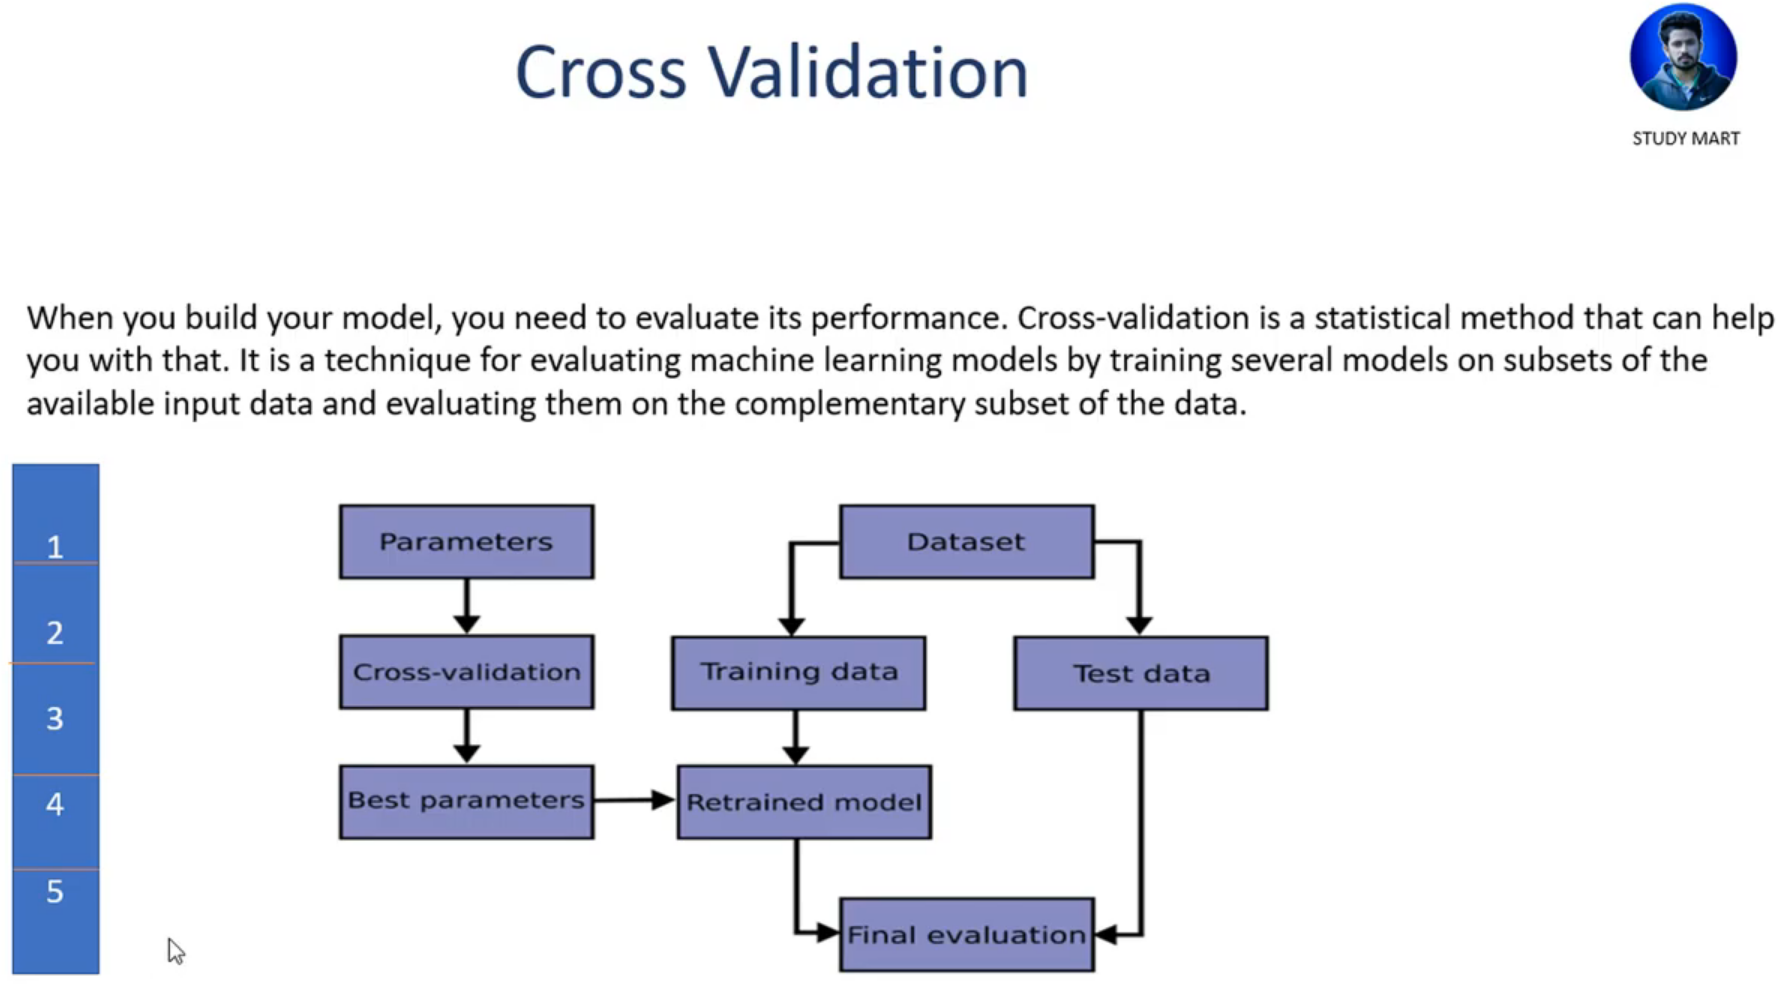 Cross Validation
STUDY MART
When you build your model, you need to evaluate its performance. Cross-validation is a statistical method that can help
you with that. It is a technique for evaluating machine learning models by training several models on subsets of the
available input data and evaluating them on the complementary subset of the data.
1
2
3
4
5
Parameters
Dataset
Cross-validation
Training data
Test data
Best parameters
Retrained model
Final evaluation